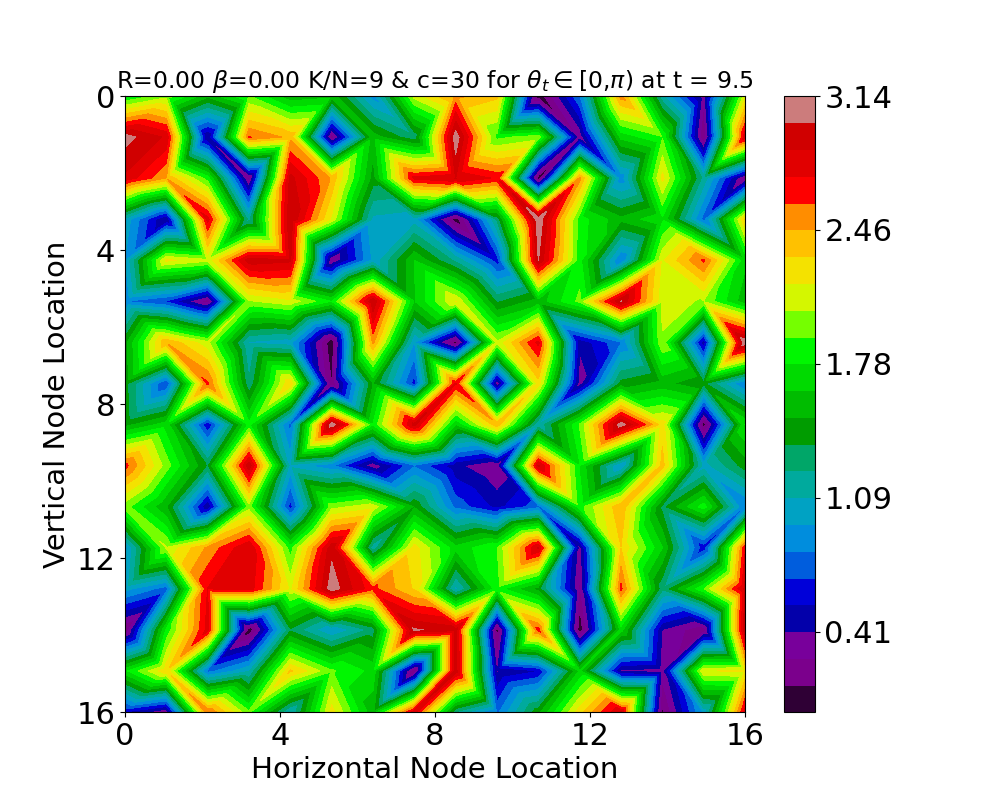 R=0.00 β=0.00 K/N=9 & c=30 for θ_t ∈ [0,π) at t = 9.5
0
4
8
12
16
Vertical Node Location
0 4 8 12 16
Horizontal Node Location
3.14
2.46
1.78
1.09
0.41